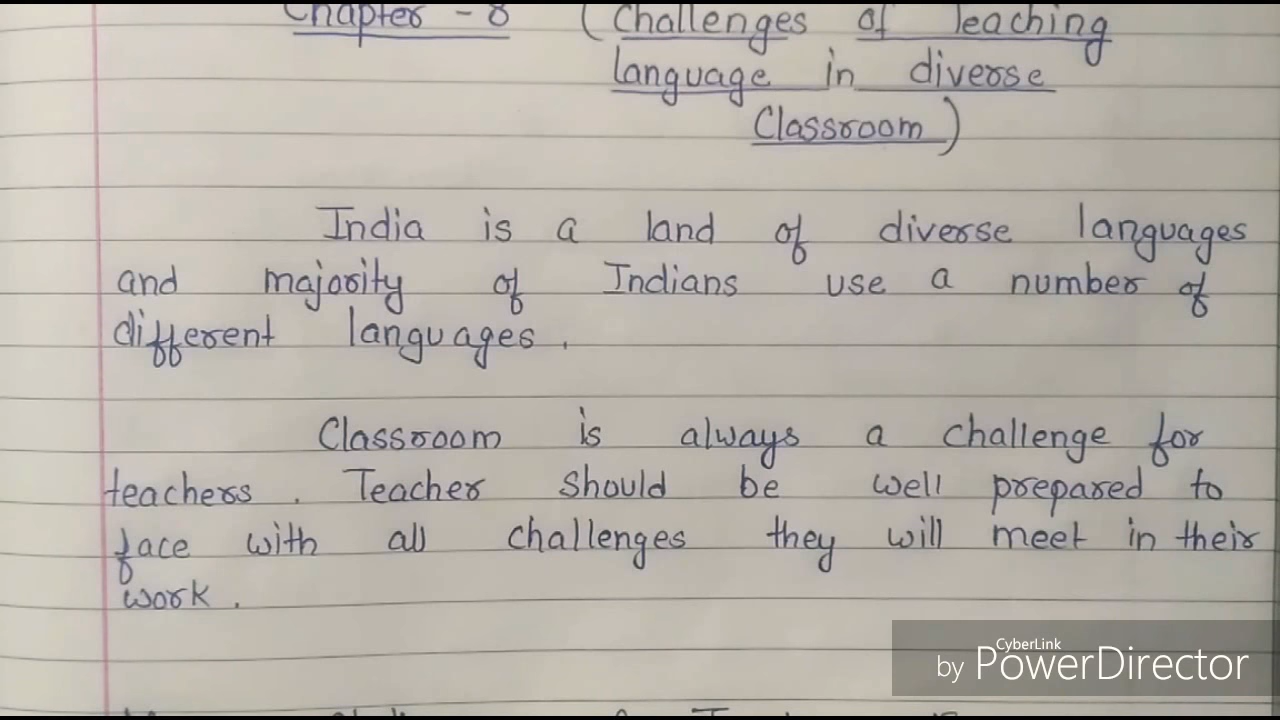 Chapter - 8 (Challenges of Teaching
language in diverse
Classroom)
India is a land of diverse languages
and majority of Indians use a number of
different languages.
Classroom is always a challenge for
teachers. Teacher should be well prepared to
face with all challenges they will meet in their
work.
CyberLink
by PowerDirector